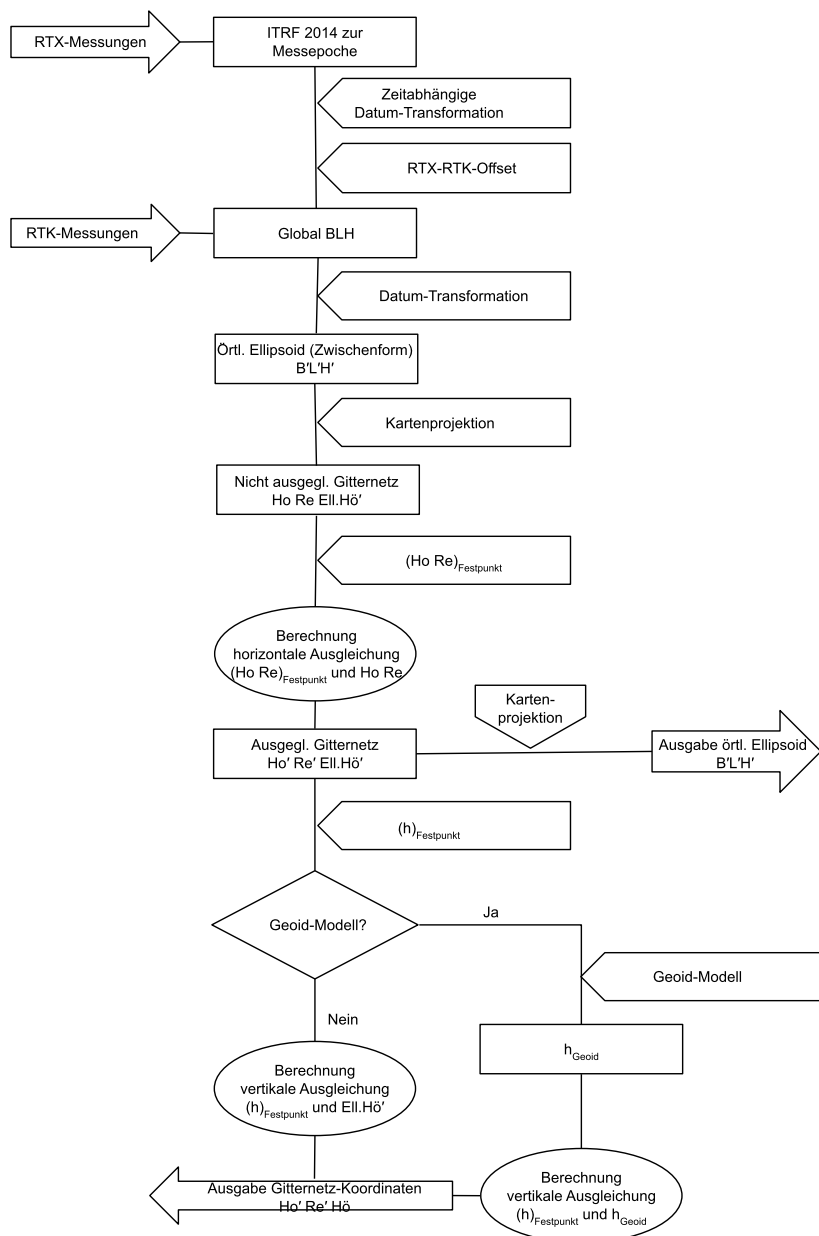 RTX-Messungen
ITRF 2014 zur
Messepoche
Zeitabhängige
Datum-Transformation
RTX-RTK-Offset
RTK-Messungen
Global BLH
Datum-Transformation
Örtl. Ellipsoid (Zwischenform)
B′L′H′
Kartenprojektion
Nicht ausgegl. Gitternetz
Ho Re Ell.Hö′
(Ho Re)Festpunkt
Berechnung
horizontale Ausgleichung
(Ho Re)Festpunkt und Ho Re
Karten-
projektion
Ausgegl. Gitternetz
Ho′ Re′ Ell.Hö′
Ausgabe örtl. Ellipsoid
B′L′H′
(h)Festpunkt
Geoid-Modell?
Ja
Geoid-Modell
Nein
hGeoid
Berechnung
vertikale Ausgleichung
(h)Festpunkt und Ell.Hö′
Ausgabe Gitternetz-Koordinaten
Ho′ Re′ Hö
Berechnung
vertikale Ausgleichung
(h)Festpunkt und hGeoid